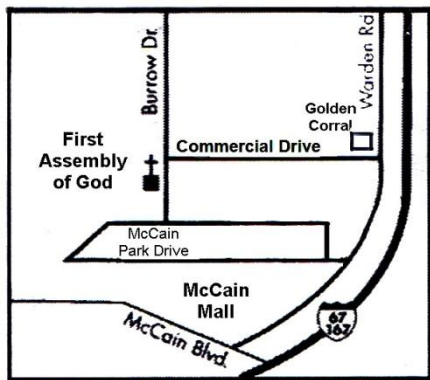 Burrow Dr.
Warden Rd
Golden
Corral
First
Assembly
of God
Commercial Drive
McCain
Park Drive
McCain
Mall
McCain Blvd.
67
167